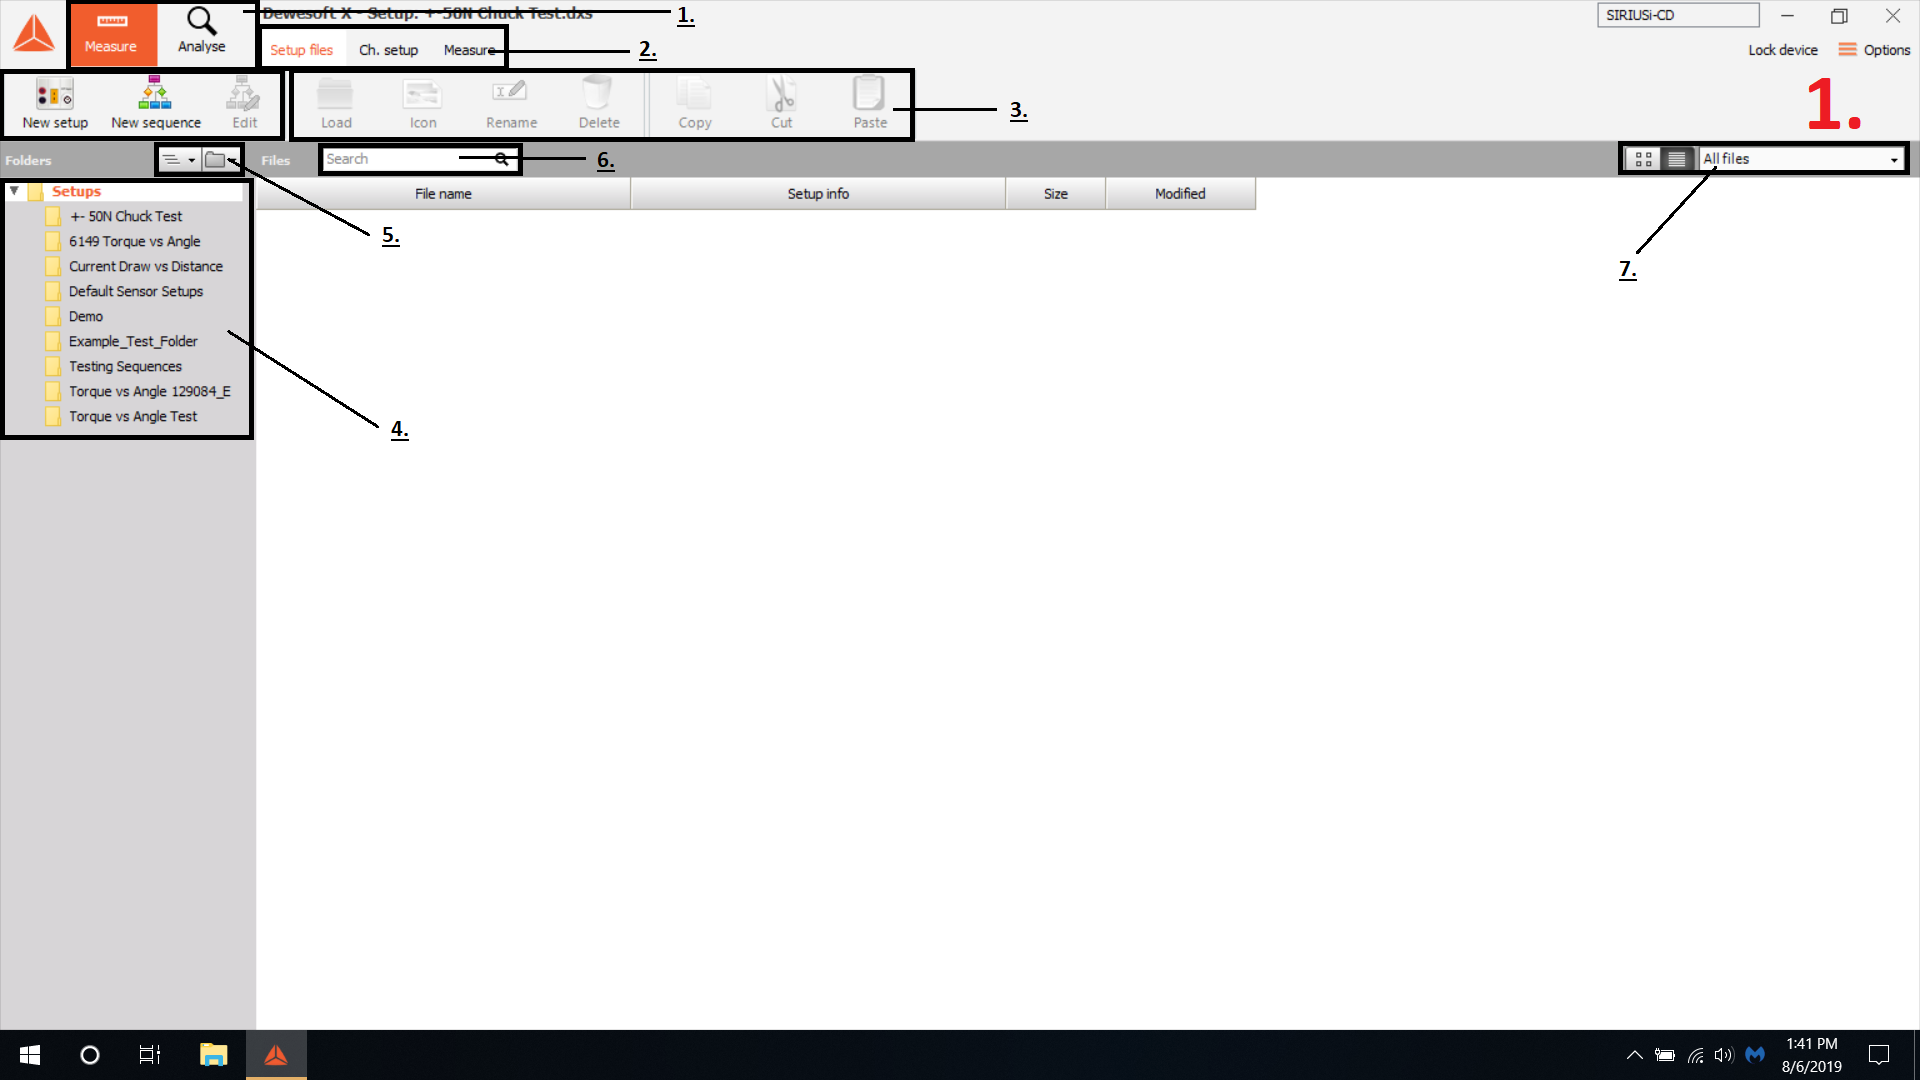 Dewesoft X - Setup: +-50N Chuck Test.dxs
1.
SIRIUSi-CD
Measure
Analyse
Setup files Ch. setup Measure
2.
Lock device Options
New setup New sequence Edit
Load Icon Rename Delete Copy Cut Paste
3.
1.
Folders
Files
Search
6.
All files
Setups
File name Setup info Size Modified
+- 50N Chuck Test
6149 Torque vs Angle
5.
Current Draw vs Distance
7.
Default Sensor Setups
Demo
Example_Test_Folder
Testing Sequences
Torque vs Angle 129084_E
Torque vs Angle Test
4.
1:41 PM
8/6/2019